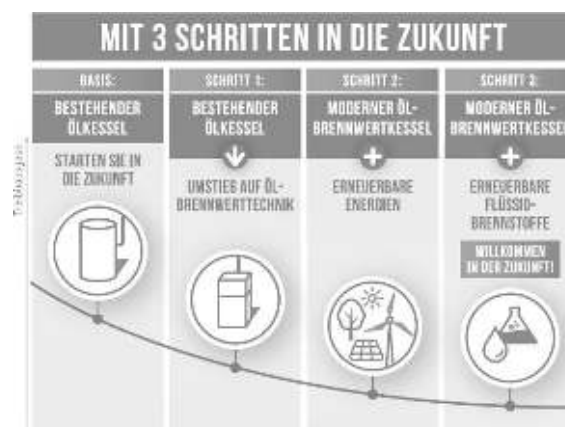 MIT 3 SCHRITTEN IN DIE ZUKUNFT
BASIS:
BESTEHENDER
ÖLKESSEL
STARTEN SIE IN
DIE ZUKUNFT
SCHRITT 1:
BESTEHENDER
ÖLKESSEL
UMSTIEG AUF ÖL-
BRENNWERTTECHNIK
SCHRITT 2:
MODERNER ÖL-
BRENNWERTKESSEL
+
ERNEUERBARE
ENERGIEN
SCHRITT 3:
MODERNER ÖL-
BRENNWERTKESSEL
+
ERNEUERBARE
FLÜSSIG-
BRENNSTOFFE
WILLKOMMEN
IN DER ZUKUNFT!